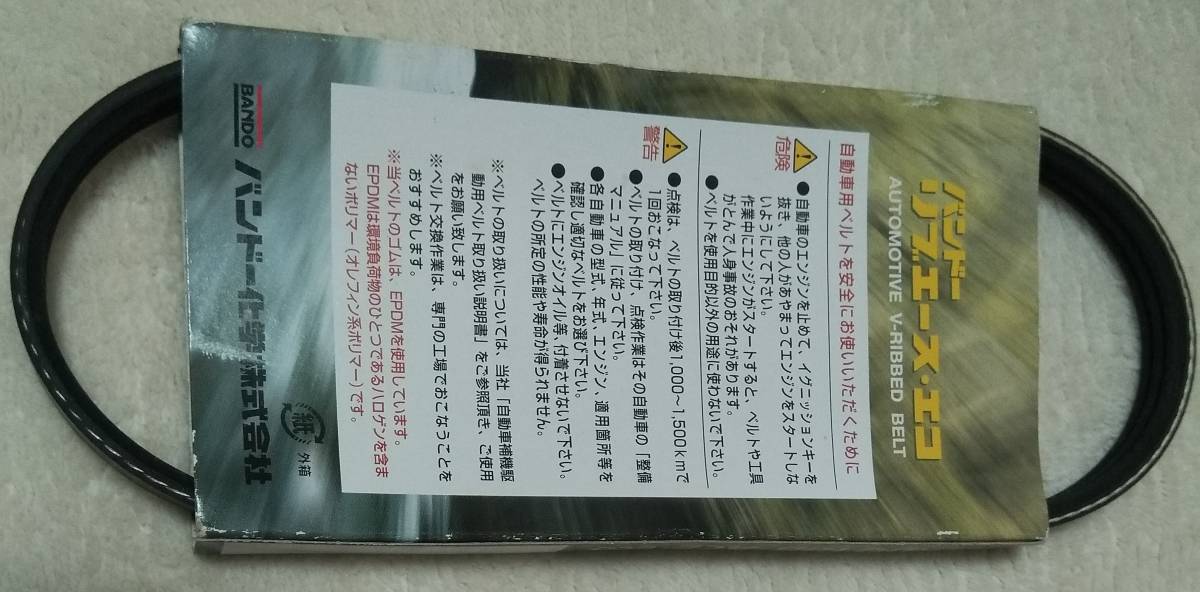 バンドー
リブエース・エコ
AUTOMOTIVE V-RIBBED BELT
自動車用ベルトを安全にお使いいただくために
危険
●自動車のエンジンを止めて、イグニッションキーを
抜き、他の人があやまってエンジンをスタートしな
いようにして下さい。
作業中にエンジンがスタートすると、ベルトや工具
がとんで人身事故のおそれがあります。
●ベルトを使用目的以外の用途に使わないで下さい。
警告
●点検は、ベルトの取り付け後1,000〜1,500kmで
1回おこなって下さい。
●ベルトの取り付け、点検作業はその自動車の「整備
マニュアル」に従って下さい。
●各自動車の型式、年式、エンジン、適用箇所等を
確認し適切なベルトをお選び下さい。
●ベルトにエンジンオイル等、付着させないで下さい。
ベルトの所定の性能や寿命が得られません。
※ベルトの取り扱いについては、当社「自動車補機駆
動用ベルト取り扱い説明書」をご参照頂き、ご使用
をお願い致します。
※ベルト交換作業は、専門の工場でおこなうことを
おすすめします。
※当ベルトのゴムは、EPDMを使用しています。
EPDMは環境負荷物のひとつであるハロゲンを含ま
ないポリマー(オレフィン系ポリマー)です。
BANDO バンドー化学株式会社
紙 外箱